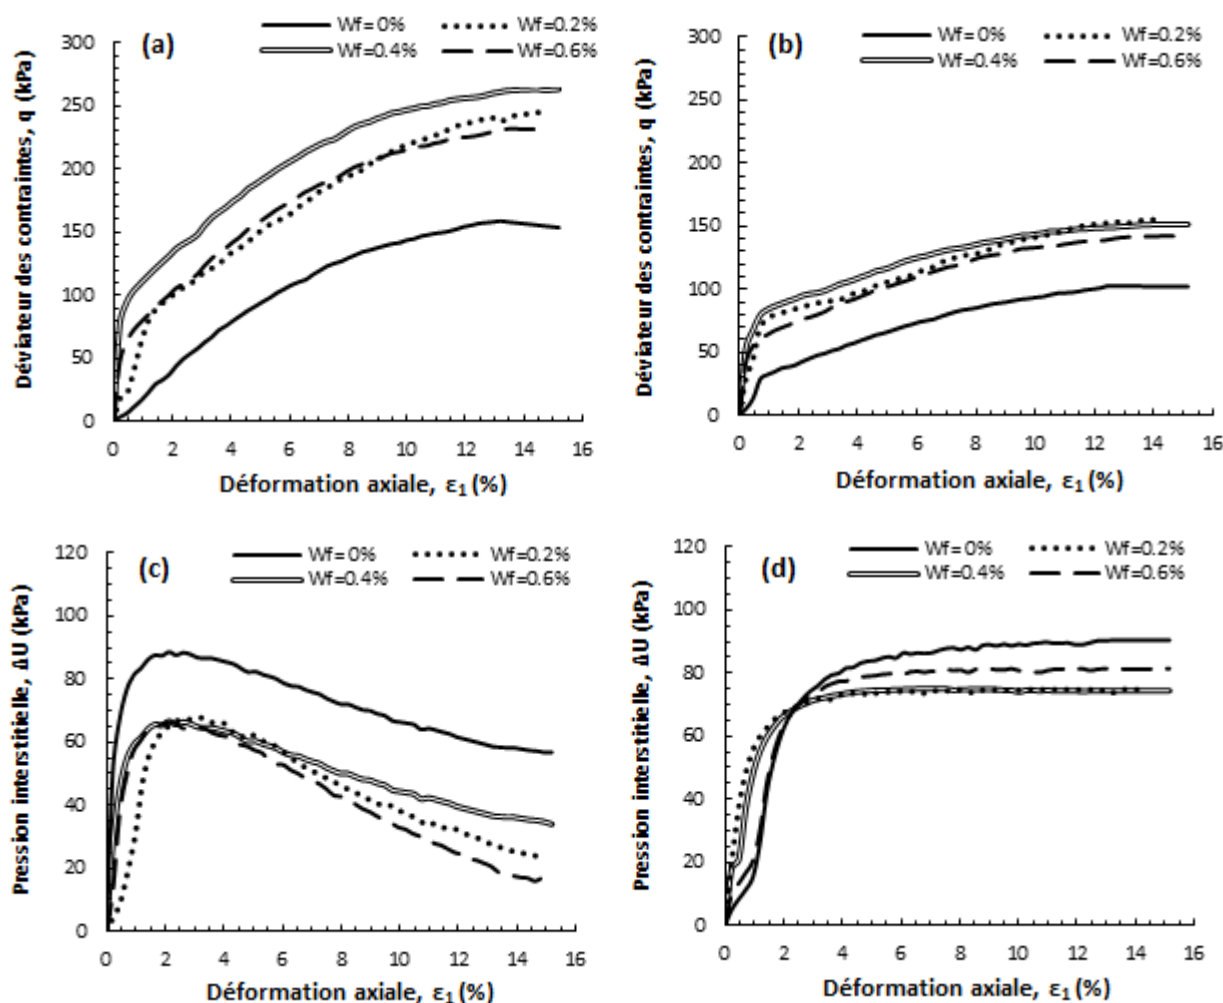 (a)
Wf= 0%
Wf=0.2%
Wf=0.4%
Wf=0.6%
Déviateur des contraintes, q (kPa)
300
250
200
150
100
50
0
0 2 4 6 8 10 12 14 16
Déformation axiale, ε₁ (%)
(b)
Wf= 0%
Wf=0.2%
Wf=0.4%
Wf=0.6%
Déviateur des contraintes, q (kPa)
300
250
200
150
100
50
0
0 2 4 6 8 10 12 14 16
Déformation axiale, ε₁ (%)
(c)
Wf= 0%
Wf=0.2%
Wf=0.4%
Wf=0.6%
Pression interstitielle, ΔU (kPa)
120
100
80
60
40
20
0
0 2 4 6 8 10 12 14 16
Déformation axiale, ε₁ (%)
(d)
Wf= 0%
Wf=0.2%
Wf=0.4%
Wf=0.6%
Pression interstitielle, ΔU (kPa)
120
100
80
60
40
20
0
0 2 4 6 8 10 12 14 16
Déformation axiale, ε₁ (%)